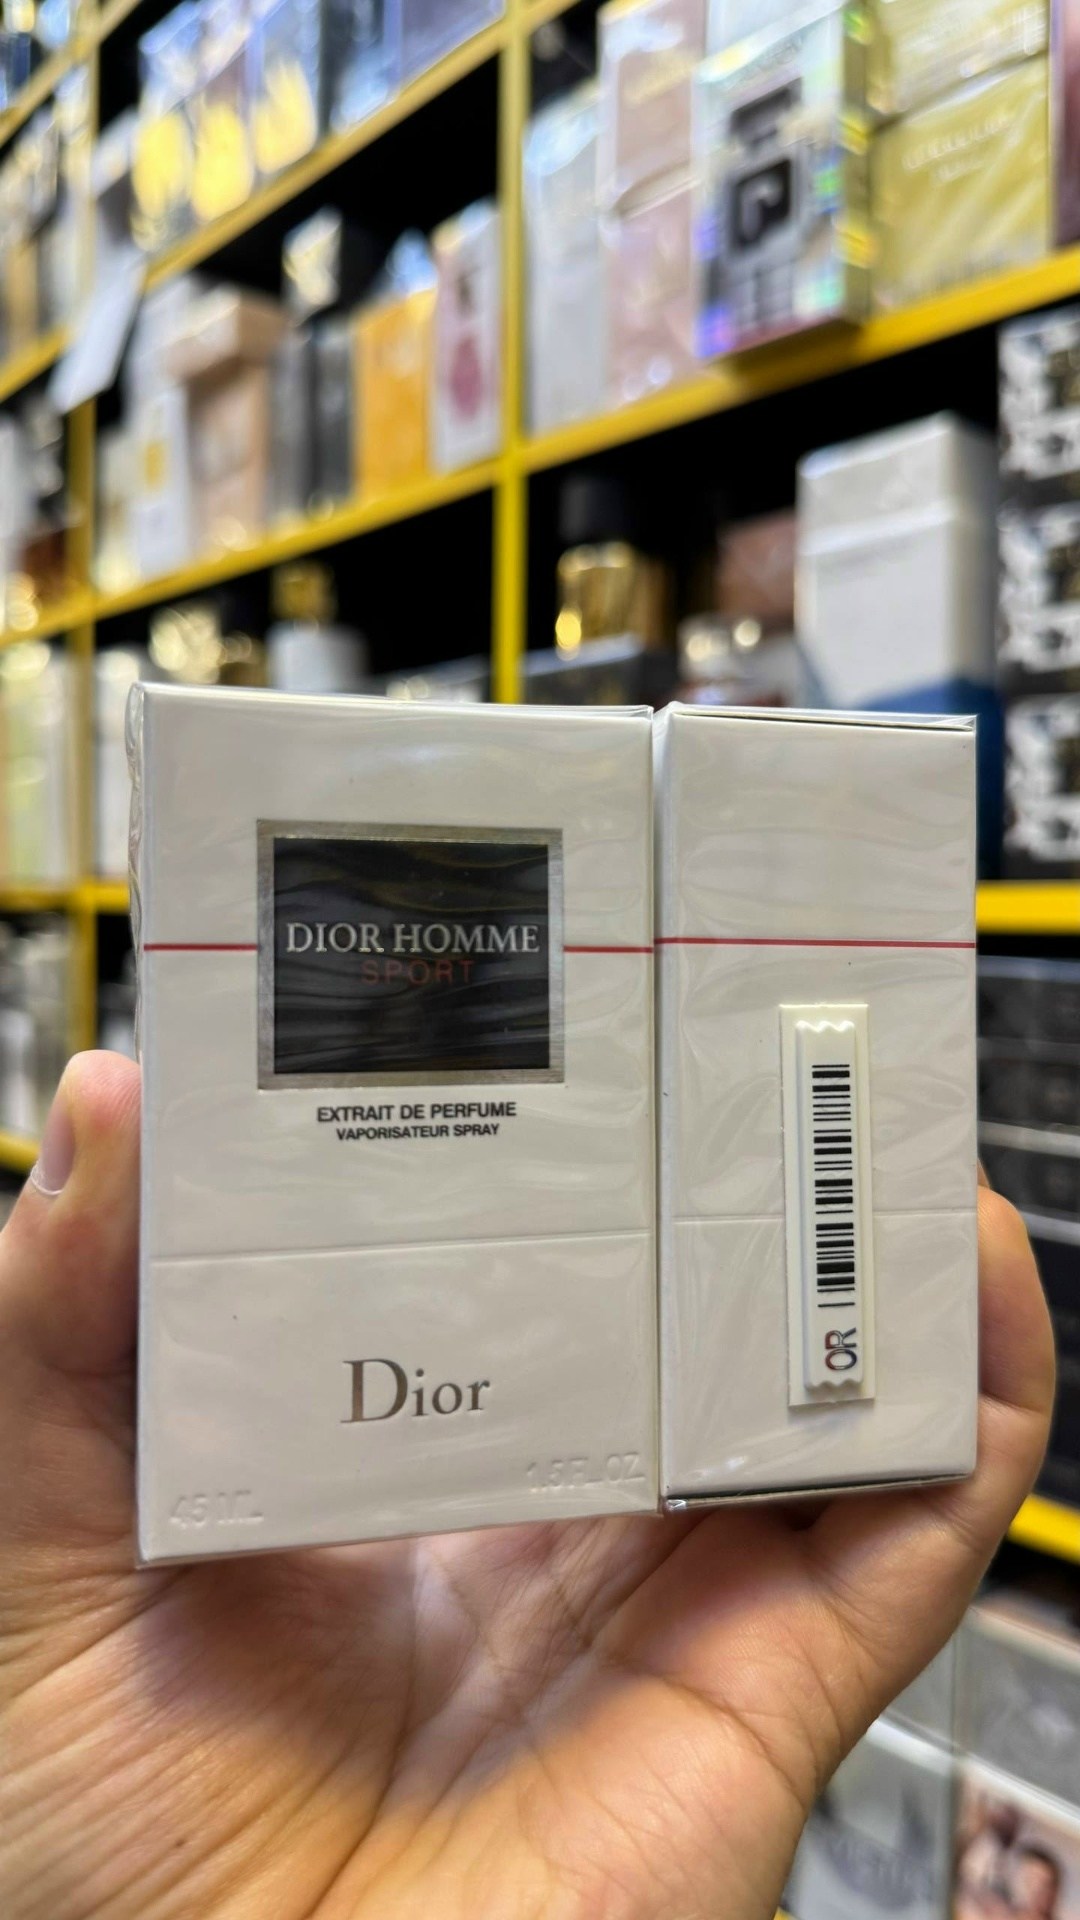 DIOR HOMME
SPORT
EXTRAIT DE PERFUME
VAPORISATEUR SPRAY
Dior
45 ML
1.5 FL.OZ
OR